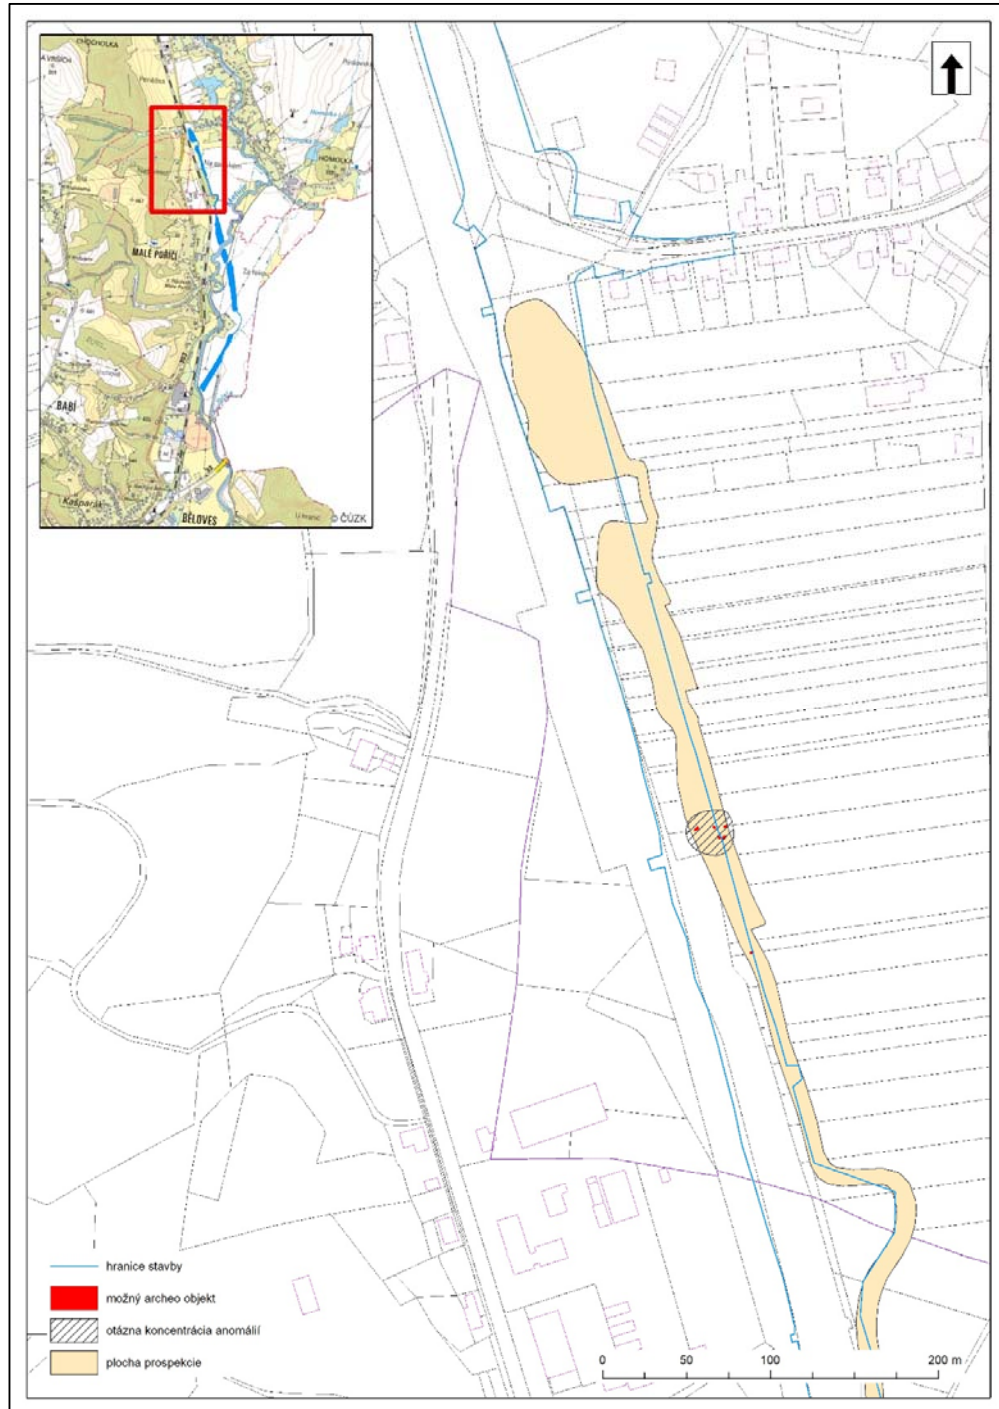 CHOCHOLKA
HOMOLKA
MALÉ POŘÍČÍ
BABÍ
Kašparák
BĚLOVES
© ČÚZK
hranice stavby
možný archeo objekt
otázna koncentrácia anomálií
plocha prospekcie
0 50 100 200 m